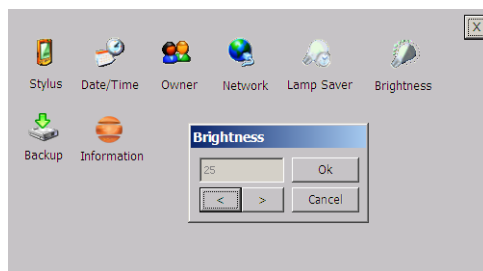 X
Stylus Date/Time Owner Network Lamp Saver Brightness
Backup Information
Brightness
25 Ok
< > Cancel